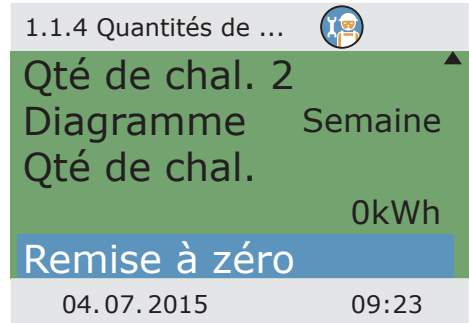 1.1.4 Quantités de ...
Qté de chal. 2
Diagramme Semaine
Qté de chal.
0kWh
Remise à zéro
04.07.2015 09:23